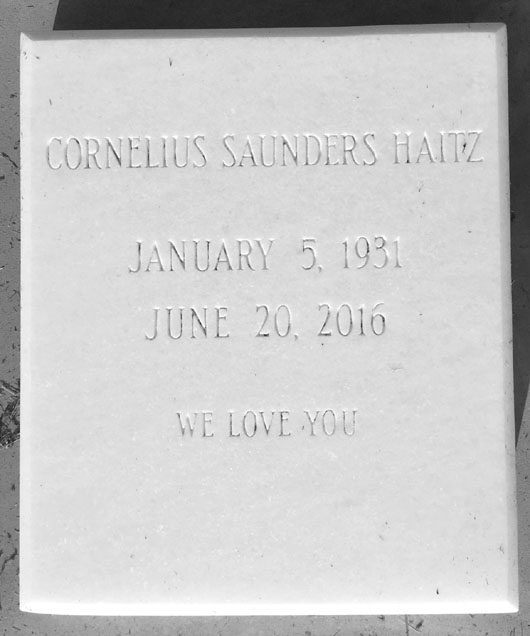 CORNELIUS SAUNDERS HAITZ
JANUARY 5, 1931
JUNE 20, 2016
WE LOVE YOU